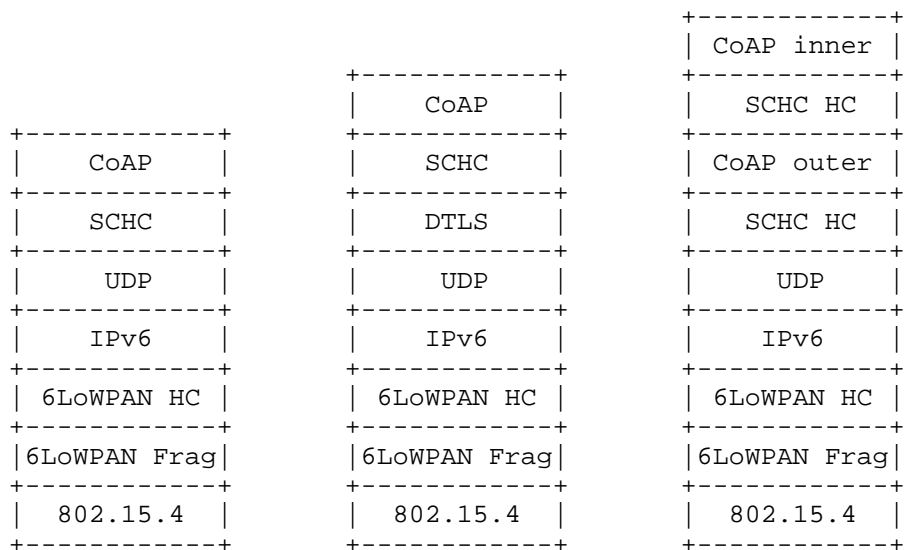 +------------+
                                                | CoAP inner |
                        +------------+          +------------+
                        |    CoAP    |          |  SCHC HC   |
+------------+          +------------+          +------------+
|    CoAP    |          |    SCHC    |          | CoAP outer |
+------------+          +------------+          +------------+
|    SCHC    |          |    DTLS    |          |  SCHC HC   |
+------------+          +------------+          +------------+
|    UDP     |          |    UDP     |          |    UDP     |
+------------+          +------------+          +------------+
|    IPv6    |          |    IPv6    |          |    IPv6    |
+------------+          +------------+          +------------+
| 6LoWPAN HC |          | 6LoWPAN HC |          | 6LoWPAN HC |
+------------+          +------------+          +------------+
|6LoWPAN Frag|          |6LoWPAN Frag|          |6LoWPAN Frag|
+------------+          +------------+          +------------+
|  802.15.4  |          |  802.15.4  |          |  802.15.4  |
+------------+          +------------+          +------------+